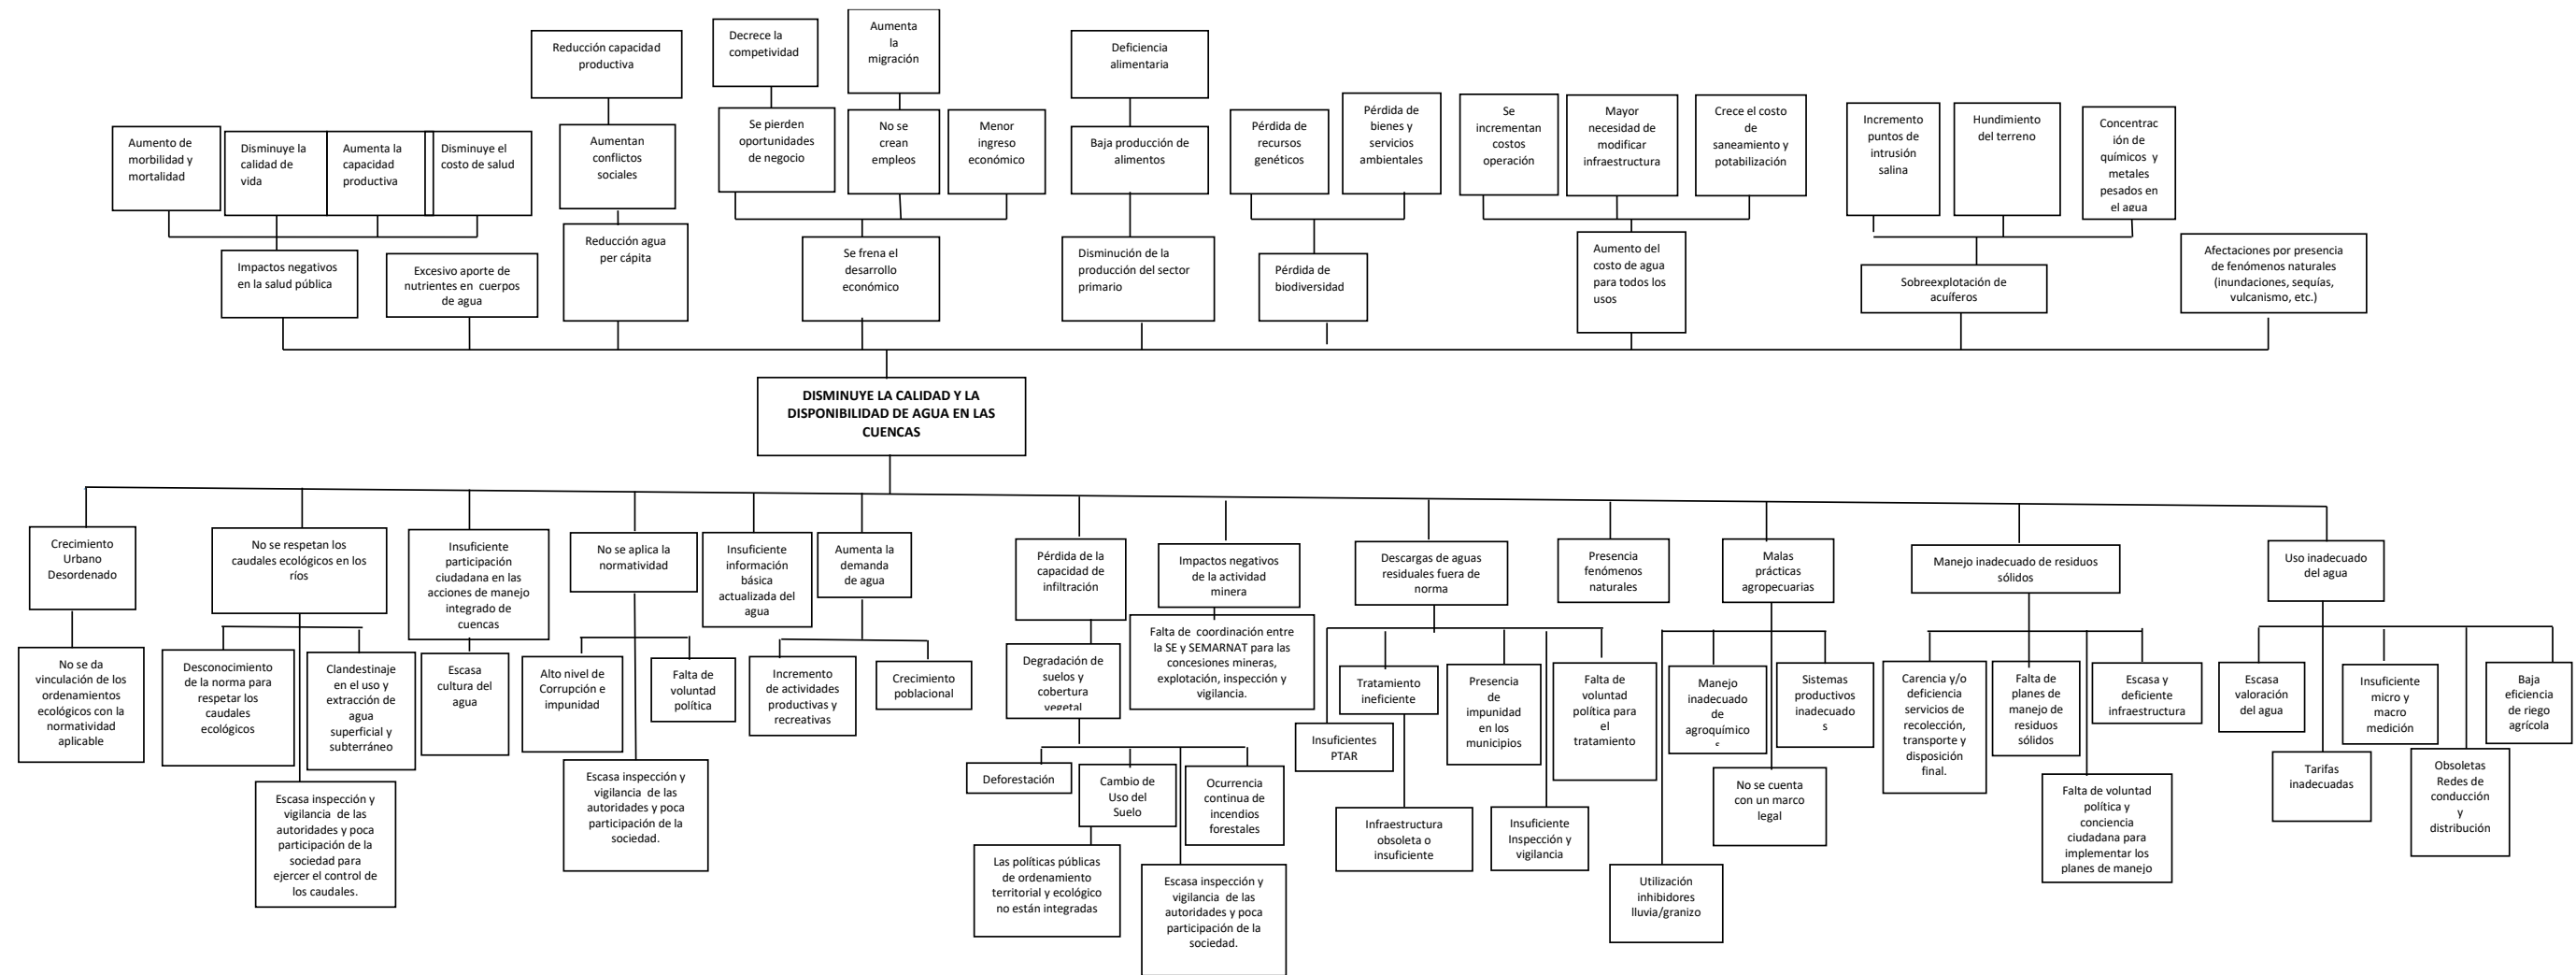 Reducción capacidad
productiva
Decrece la
competividad
Aumenta
la
migración
Deficiencia
alimentaria
Aumento de
morbilidad y
mortalidad
Disminuye la
calidad de
vida
Aumenta la
capacidad
productiva
Disminuye el
costo de salud
Aumentan
conflictos
sociales
Se pierden
oportunidades
de negocio
No se
crean
empleos
Menor
ingreso
económico
Baja producción de
alimentos
Pérdida de
recursos
genéticos
Pérdida de
bienes y
servicios
ambientales
Se
incrementan
costos
operación
Mayor
necesidad de
modificar
infraestructura
Crece el costo
de
saneamiento y
potabilización
Incremento
puntos de
intrusión
salina
Hundimiento
del terreno
Concentrac
ión de
químicos y
metales
pesados en
el agua
Impactos negativos
en la salud pública
Excesivo aporte de
nutrientes en cuerpos
de agua
Reducción agua
per cápita
Se frena el
desarrollo
económico
Disminución de la
producción del sector
primario
Pérdida de
biodiversidad
Aumento del
costo de agua
para todos los
usos
Sobreexplotación de
acuíferos
Afectaciones por presencia
de fenómenos naturales
(inundaciones, sequías,
vulcanismo, etc.)
DISMINUYE LA CALIDAD Y LA
DISPONIBILIDAD DE AGUA EN LAS
CUENCAS
Crecimiento
Urbano
Desordenado
No se respetan los
caudales ecológicos en los
ríos
Insuficiente
participación
ciudadana en las
acciones de manejo
integrado de
cuencas
No se aplica la
normatividad
Insuficiente
información
básica
actualizada del
agua
Aumenta la
demanda
de agua
Pérdida de la
capacidad de
infiltración
Impactos negativos
de la actividad
minera
Descargas de aguas
residuales fuera de
norma
Presencia
fenómenos
naturales
Malas
prácticas
agropecuarias
Manejo inadecuado de residuos
sólidos
Uso inadecuado
del agua
No se da
vinculación de los
ordenamientos
ecológicos con la
normatividad
aplicable
Desconocimiento
de la norma para
respetar los
caudales
ecológicos
Clandestinaje
en el uso y
extracción de
agua
superficial y
subterráneo
Escasa
cultura del
agua
Alto nivel de
Corrupción e
impunidad
Falta de
voluntad
política
Incremento
de actividades
productivas y
recreativas
Crecimiento
poblacional
Degradación de
suelos y
cobertura
vegetal
Falta de coordinación entre
la SE y SEMARNAT para las
concesiones mineras,
explotación, inspección y
vigilancia.
Insuficientes
PTAR
Tratamiento
ineficiente
Presencia
de
impunidad
en los
municipios
Falta de
voluntad
política para
el
tratamiento
Manejo
inadecuado
de
agroquímico
s
Sistemas
productivos
inadecuado
s
Carencia y/o
deficiencia
servicios de
recolección,
transporte y
disposición
final.
Falta de
planes de
manejo de
residuos
sólidos
Escasa y
deficiente
infraestructura
Escasa
valoración
del agua
Insuficiente
micro y
macro
medición
Baja
eficiencia
de riego
agrícola
Escasa inspección y
vigilancia de las
autoridades y poca
participación de la
sociedad para
ejercer el control de
los caudales.
Escasa inspección y
vigilancia de las
autoridades y poca
participación de la
sociedad.
Deforestación
Cambio de
Uso del
Suelo
Ocurrencia
continua de
incendios
forestales
Las políticas públicas
de ordenamiento
territorial y ecológico
no están integradas
Escasa inspección y
vigilancia de las
autoridades y poca
participación de la
sociedad.
Infraestructura
obsoleta o
insuficiente
Insuficiente
Inspección y
vigilancia
No se cuenta
con un marco
legal
Utilización
inhibidores
lluvia/granizo
Falta de voluntad
política y
conciencia
ciudadana para
implementar los
planes de manejo
Tarifas
inadecuadas
Obsoletas
Redes de
conducción
y
distribución